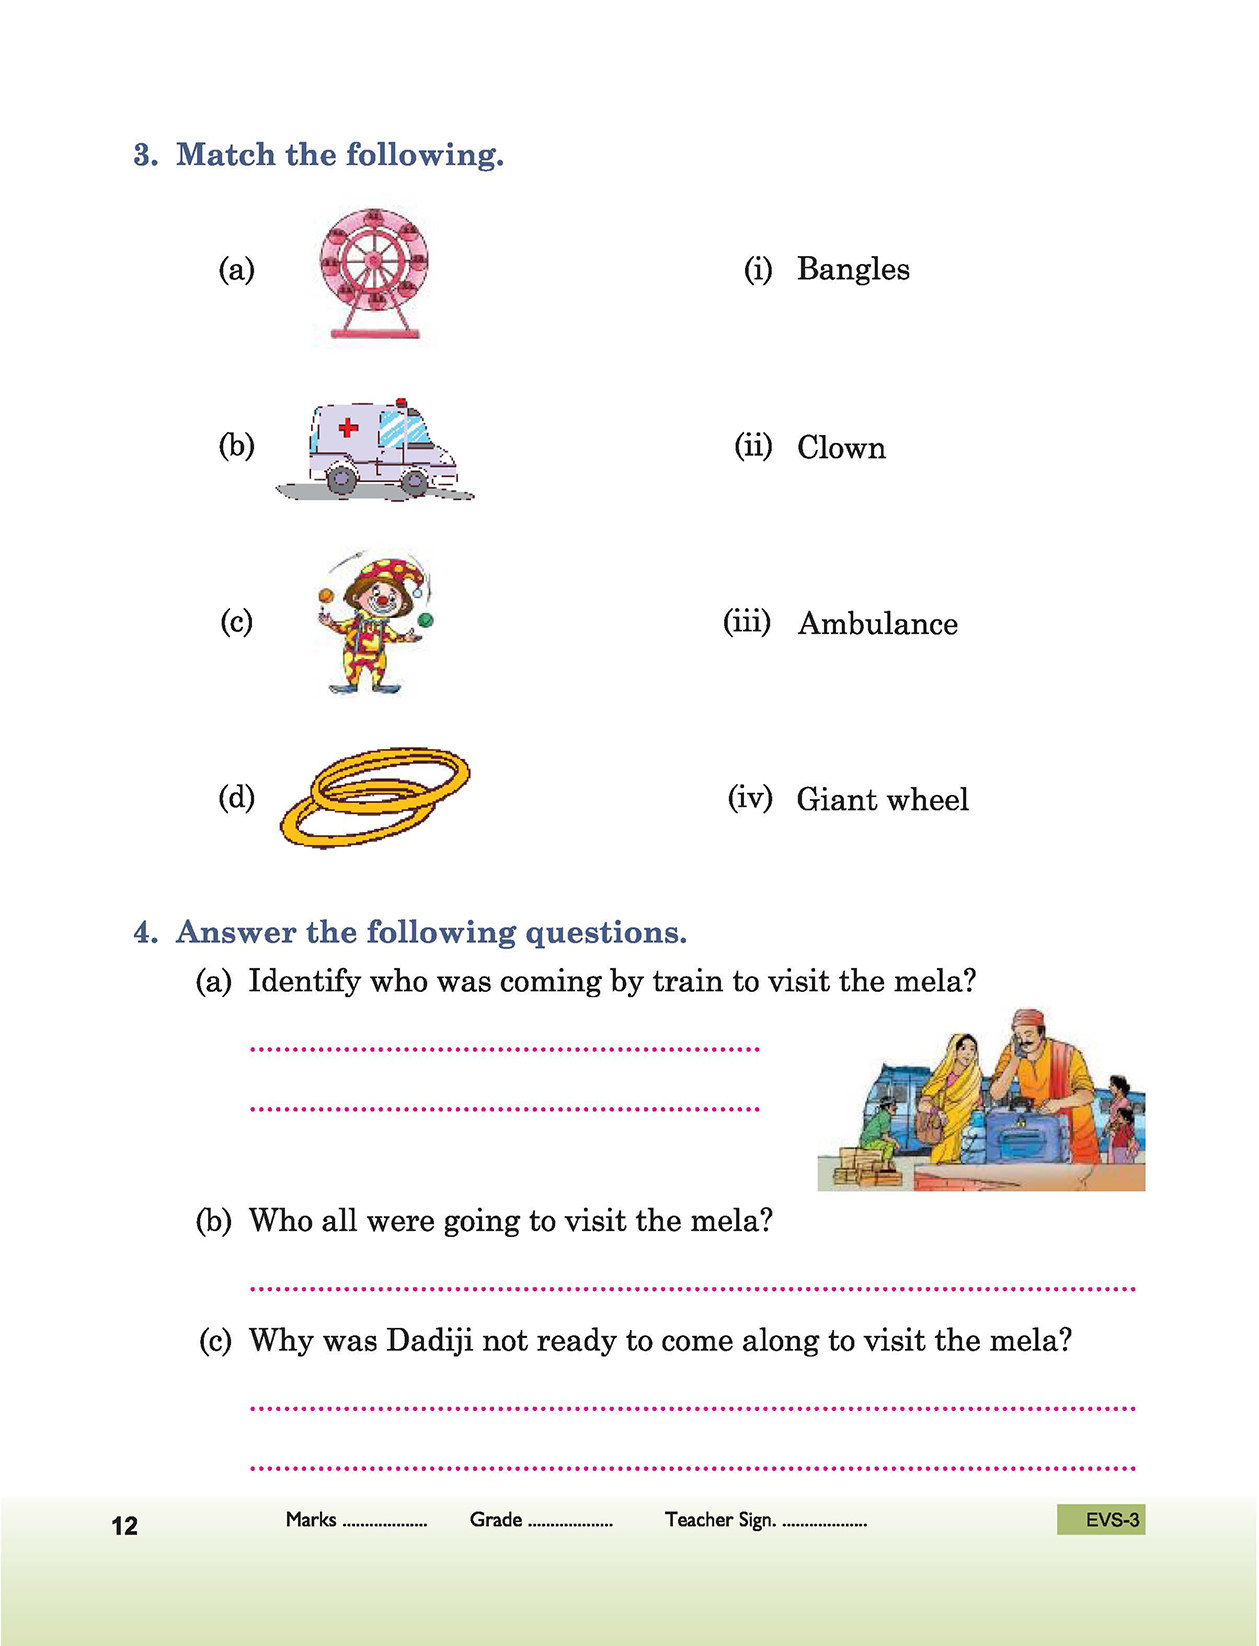 3. Match the following.
(a)
(i) Bangles
(b)
(ii) Clown
(c)
(iii) Ambulance
(d)
(iv) Giant wheel
4. Answer the following questions.
(a) Identify who was coming by train to visit the mela?
(b) Who all were going to visit the mela?
(c) Why was Dadiji not ready to come along to visit the mela?
12 Marks ................... Grade ................... Teacher Sign. ................... EVS-3